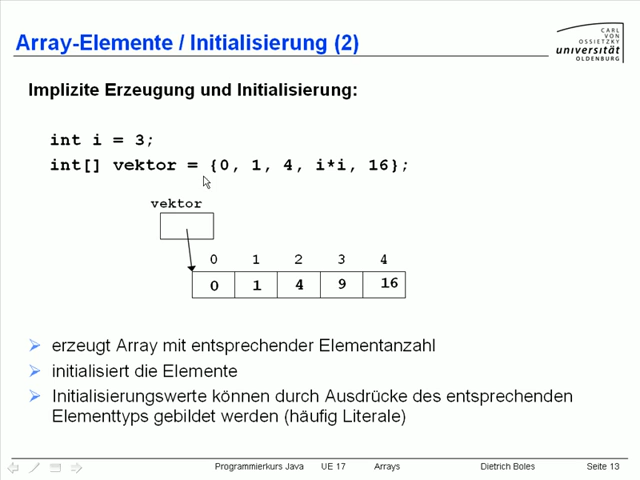 Array-Elemente / Initialisierung (2)
CARL
VON
OSSIETZKY
universität
OLDENBURG
Implizite Erzeugung und Initialisierung:
int i = 3;
int[] vektor = {0, 1, 4, i*i, 16};
vektor
0 1 2 3 4
0 1 4 9 16
erzeugt Array mit entsprechender Elementanzahl
initialisiert die Elemente
Initialisierungswerte können durch Ausdrücke des entsprechenden
Elementtyps gebildet werden (häufig Literale)
Programmierkurs Java UE 17 Arrays Dietrich Boles Seite 13